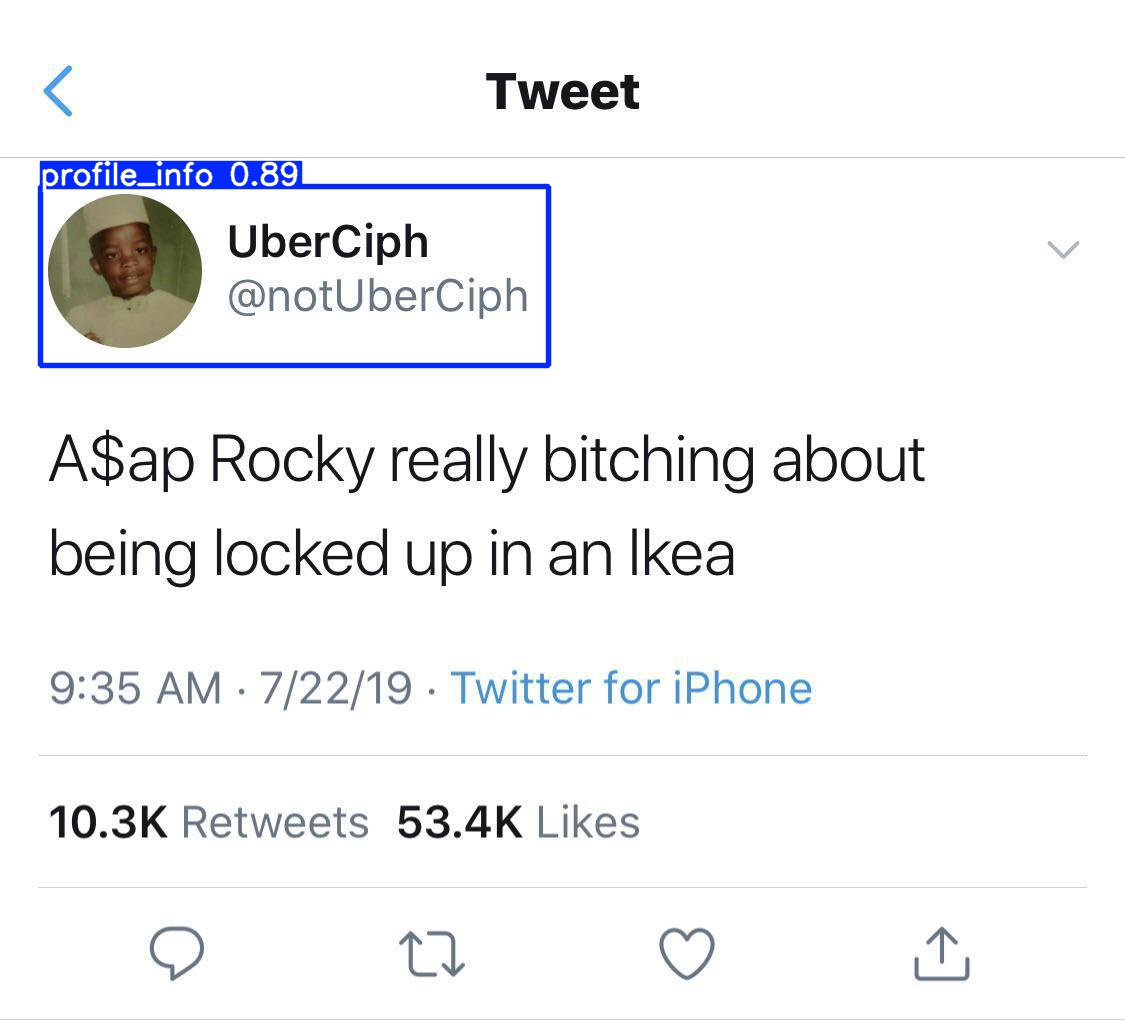 Tweet
profile_info 0.89
UberCiph
@notUberCiph
A$ap Rocky really bitching about
being locked up in an Ikea
9:35 AM · 7/22/19 · Twitter for iPhone
10.3K Retweets 53.4K Likes